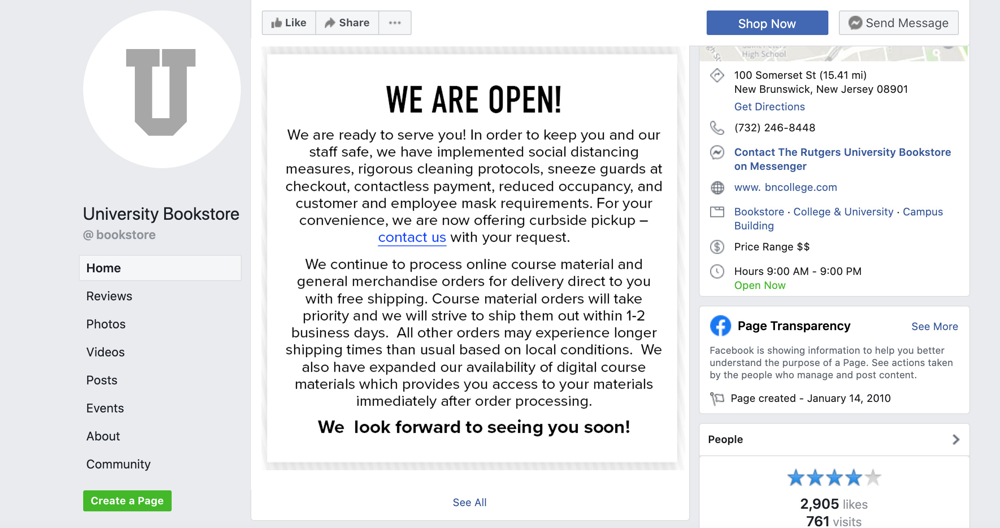 U
University Bookstore
@ bookstore
Home
Reviews
Photos
Videos
Posts
Events
About
Community
Create a Page
Like
Share
Shop Now
Send Message
WE ARE OPEN!
We are ready to serve you! In order to keep you and our
staff safe, we have implemented social distancing
measures, rigorous cleaning protocols, sneeze guards at
checkout, contactless payment, reduced occupancy, and
customer and employee mask requirements. For your
convenience, we are now offering curbside pickup –
contact us with your request.
We continue to process online course material and
general merchandise orders for delivery direct to you
with free shipping. Course material orders will take
priority and we will strive to ship them out within 1-2
business days.  All other orders may experience longer
shipping times than usual based on local conditions.  We
also have expanded our availability of digital course
materials which provides you access to your materials
immediately after order processing.
We  look forward to seeing you soon!
See All
High School
100 Somerset St (15.41 mi)
New Brunswick, New Jersey 08901
Get Directions
(732) 246-8448
Contact The Rutgers University Bookstore
on Messenger
www. bncollege.com
Bookstore · College & University · Campus
Building
Price Range $$
Hours 9:00 AM - 9:00 PM
Open Now
Page Transparency
See More
Facebook is showing information to help you better
understand the purpose of a Page. See actions taken
by the people who manage and post content.
Page created - January 14, 2010
People
2,905 likes
761 visits